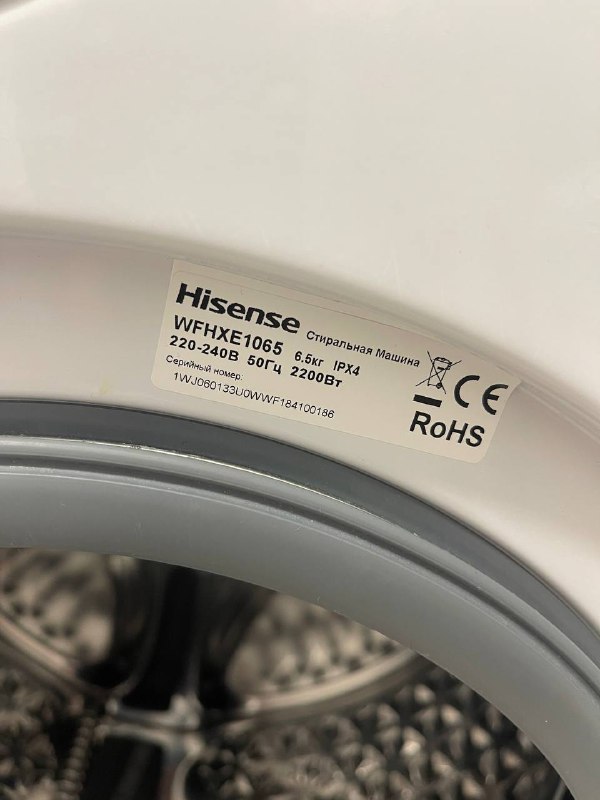 Hisense Стиральная Машина
WFHXE1065 6.5кг IPX4
220-240В 50Гц 2200Вт
Серийный номер:
1WJ060133U0WWF184100186
CE
RoHS